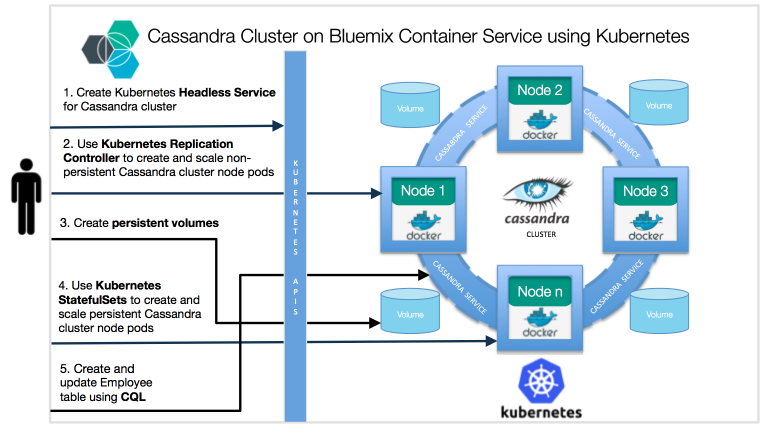 Cassandra Cluster on Bluemix Container Service using Kubernetes
1. Create Kubernetes Headless Service
for Cassandra cluster
2. Use Kubernetes Replication
Controller to create and scale non-
persistent Cassandra cluster node pods
3. Create persistent volumes
4. Use Kubernetes
StatefulSets to create and
scale persistent Cassandra
cluster node pods
5. Create and
update Employee
table using CQL
KUBERNETES APIS
Volume
Volume
Node 2
docker
CASSABDRA SERVICE
CASSANDRA SERVICE
Node 1
docker
cassandra
CLUSTER
Node 3
docker
CASSANDRA SERVICE
CASSANDRA SERVICE
Node n
docker
Volume
Volume
kubernetes